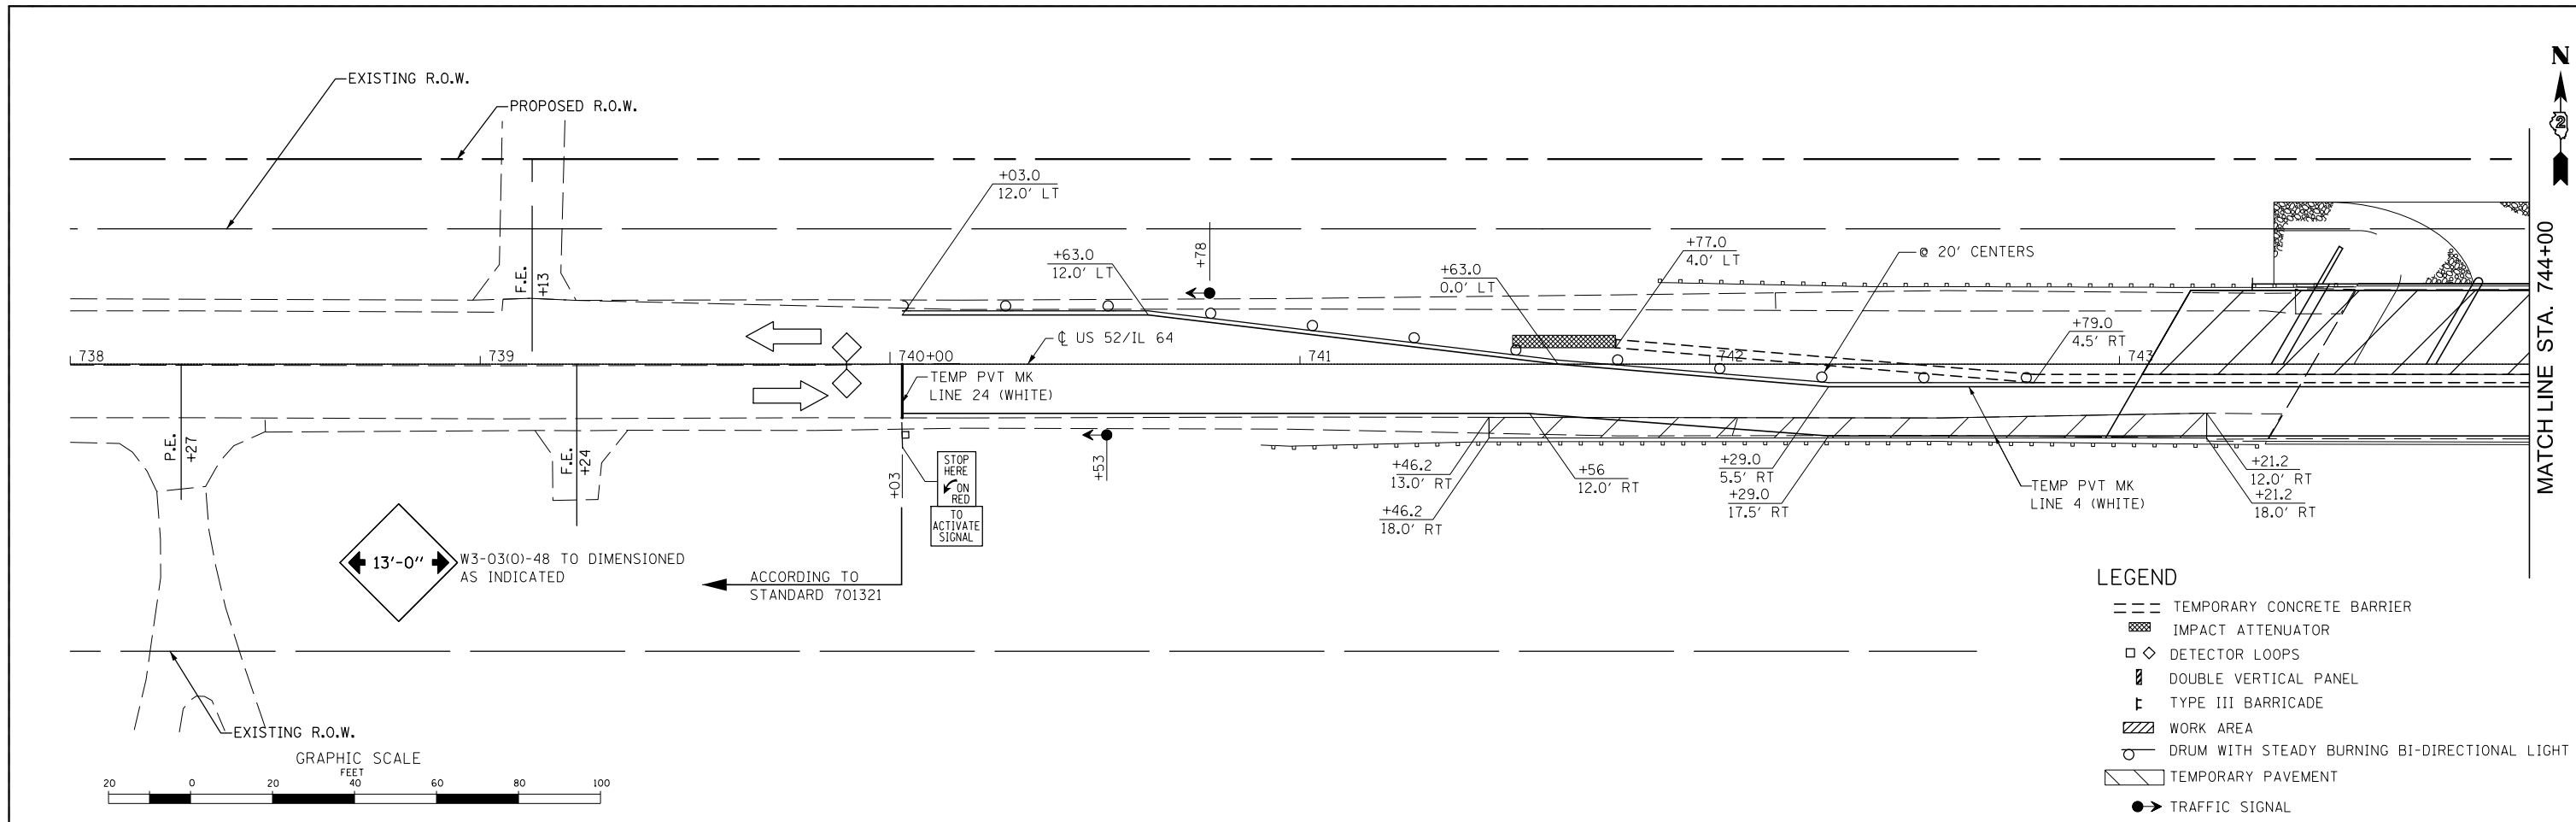 EXISTING R.O.W.
PROPOSED R.O.W.
N
2
+03.0
12.0' LT
+63.0
12.0' LT
+78
+63.0
0.0' LT
+77.0
4.0' LT
@ 20' CENTERS
+79.0
4.5' RT
MATCH LINE STA. 744+00
F.E.
+13
738
739
740+00
741
742
743
℄ US 52/IL 64
TEMP PVT MK
LINE 24 (WHITE)
P.E.
+27
F.E.
+24
+03
STOP
HERE
ON
RED
TO
ACTIVATE
SIGNAL
+53
+46.2
13.0' RT
+46.2
18.0' RT
+56
12.0' RT
+29.0
5.5' RT
+29.0
17.5' RT
TEMP PVT MK
LINE 4 (WHITE)
+21.2
12.0' RT
+21.2
18.0' RT
13'-0"
W3-03(O)-48 TO DIMENSIONED
AS INDICATED
ACCORDING TO
STANDARD 701321
EXISTING R.O.W.
GRAPHIC SCALE
FEET
20 0 20 40 60 80 100
LEGEND
TEMPORARY CONCRETE BARRIER
IMPACT ATTENUATOR
DETECTOR LOOPS
DOUBLE VERTICAL PANEL
TYPE III BARRICADE
WORK AREA
DRUM WITH STEADY BURNING BI-DIRECTIONAL LIGHT
TEMPORARY PAVEMENT
TRAFFIC SIGNAL